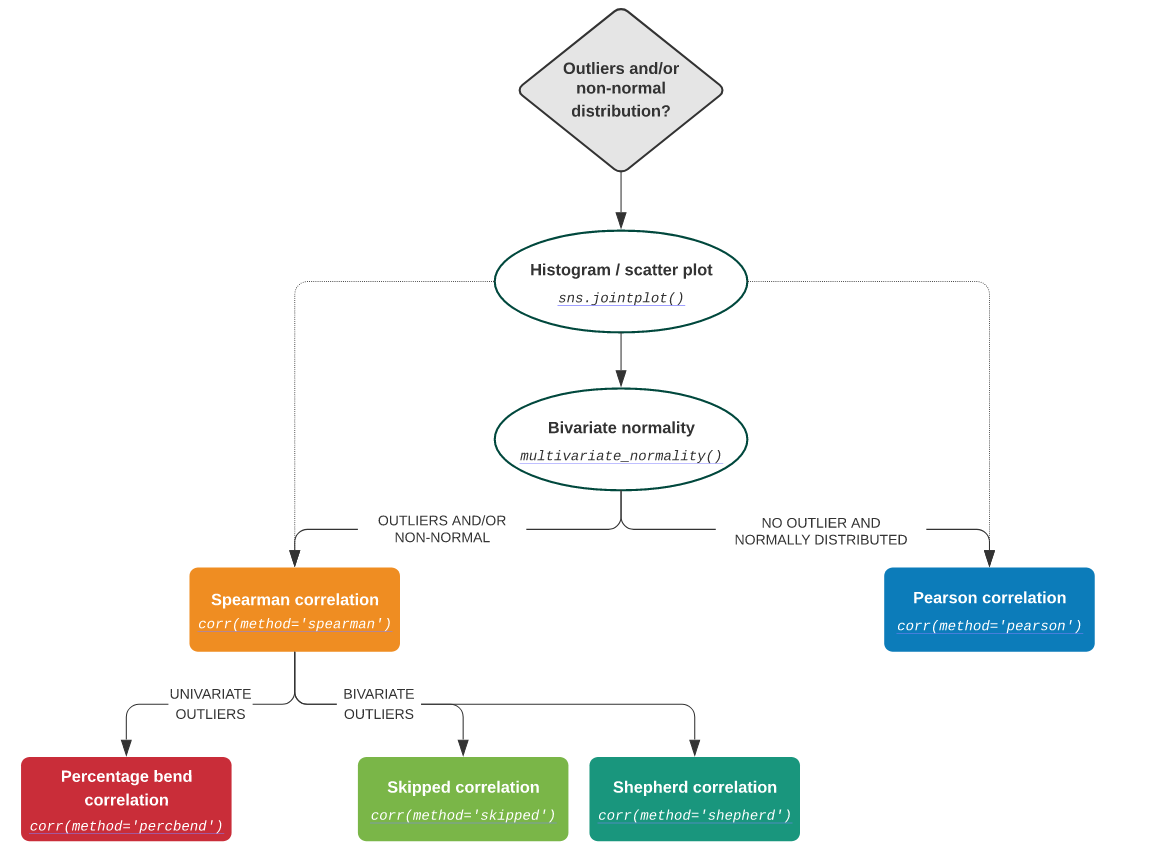 Outliers and/or
non-normal
distribution?
Histogram / scatter plot
sns.jointplot()
Bivariate normality
multivariate_normality()
OUTLIERS AND/OR
NON-NORMAL
NO OUTLIER AND
NORMALLY DISTRIBUTED
Spearman correlation
corr(method='spearman')
Pearson correlation
corr(method='pearson')
UNIVARIATE
OUTLIERS
BIVARIATE
OUTLIERS
Percentage bend
correlation
corr(method='percbend')
Skipped correlation
corr(method='skipped')
Shepherd correlation
corr(method='shepherd')